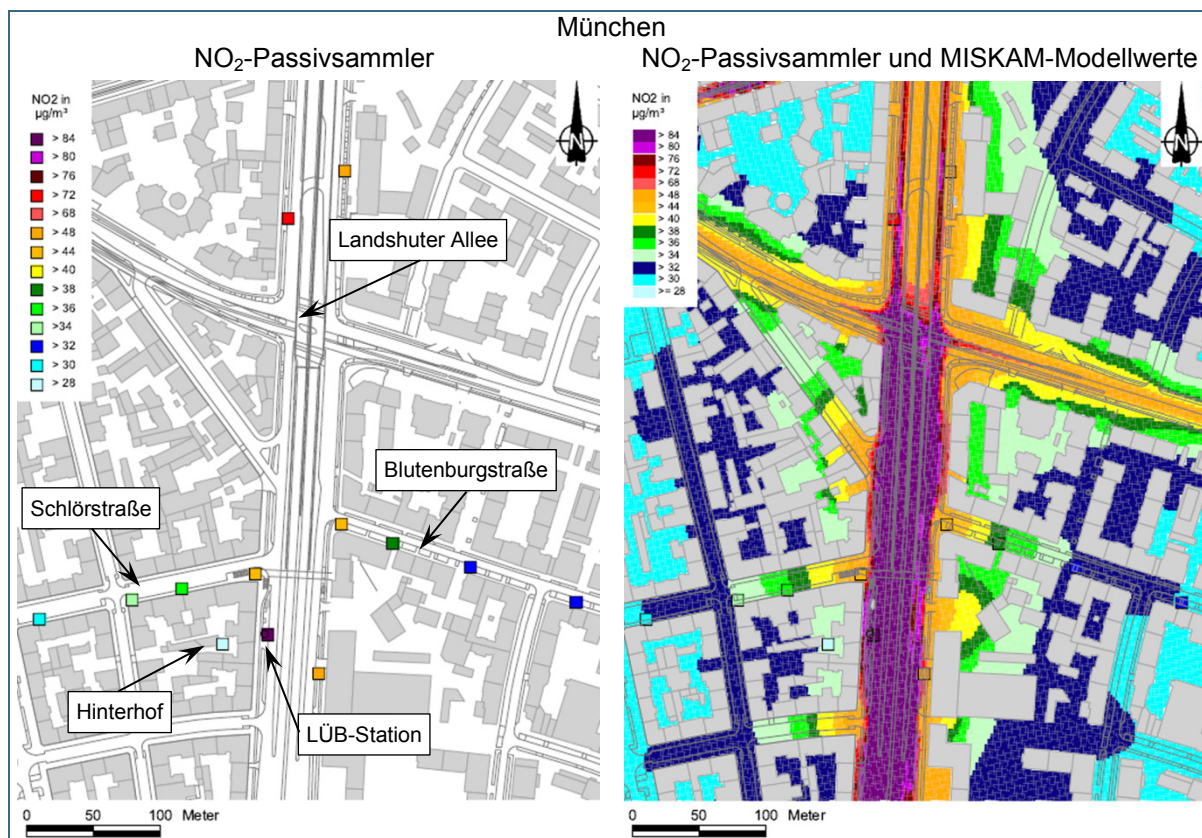 München
NO₂-Passivsammler
NO₂-Passivsammler und MISKAM-Modellwerte
NO2 in
µg/m³
> 84
> 80
> 76
> 72
> 68
> 48
> 44
> 40
> 38
> 36
>34
> 32
> 30
> 28
N
Landshuter Allee
Blutenburgstraße
Schlörstraße
Hinterhof
LÜB-Station
0 50 100 Meter
NO2 in
µg/m³
> 84
> 80
> 76
> 72
> 68
> 48
> 44
> 40
> 38
> 36
> 34
> 32
> 30
>= 28
N
0 50 100 Meter